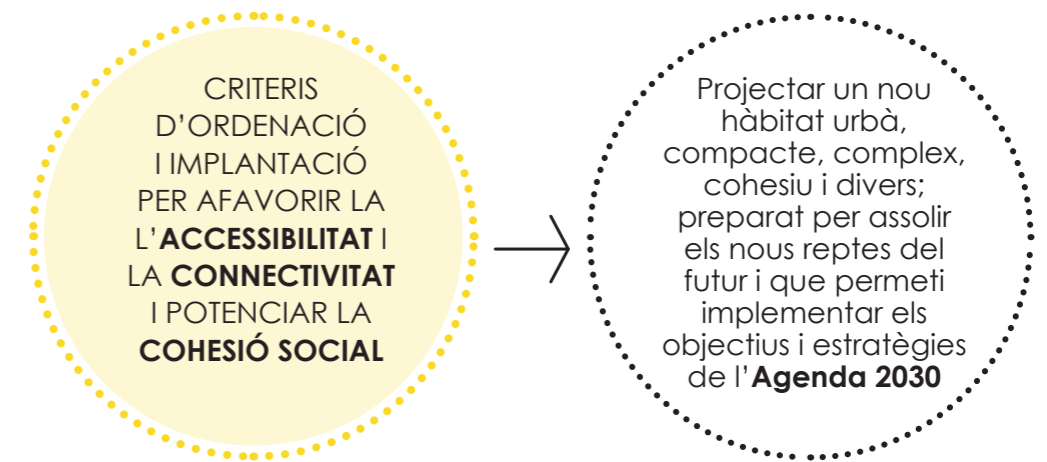 CRITERIS
D’ORDENACIÓ
I IMPLANTACIÓ
PER AFAVORIR LA
L’ACCESSIBILITAT I
LA CONNECTIVITAT
I POTENCIAR LA
COHESIÓ SOCIAL
Projectar un nou
hàbitat urbà,
compacte, complex,
cohesiu i divers;
preparat per assolir
els nous reptes del
futur i que permeti
implementar els
objectius i estratègies
de l’Agenda 2030